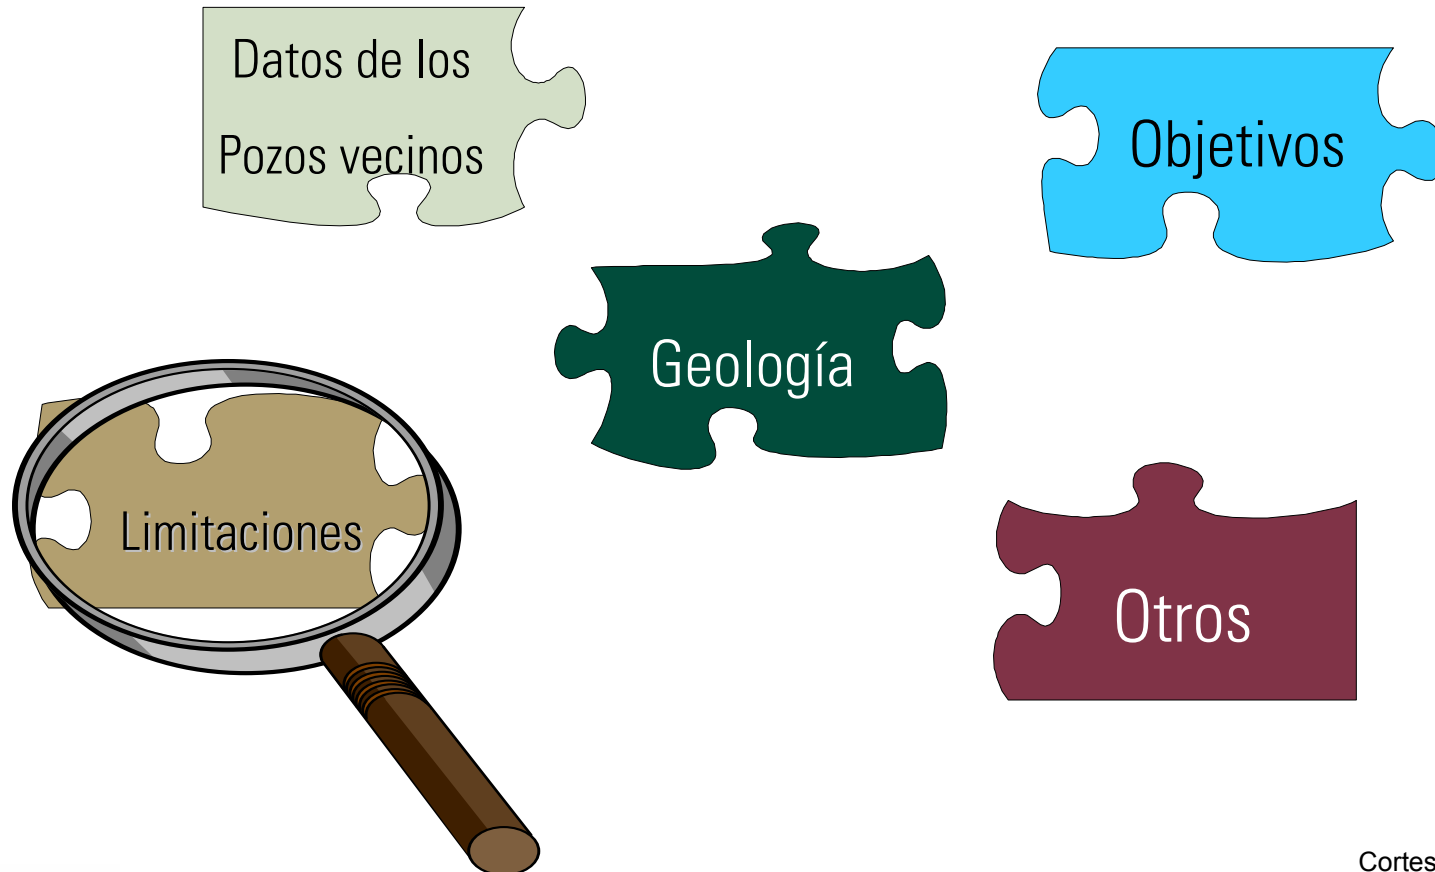 Datos de los
Pozos vecinos
Objetivos
Geología
Limitaciones
Otros
Cortes